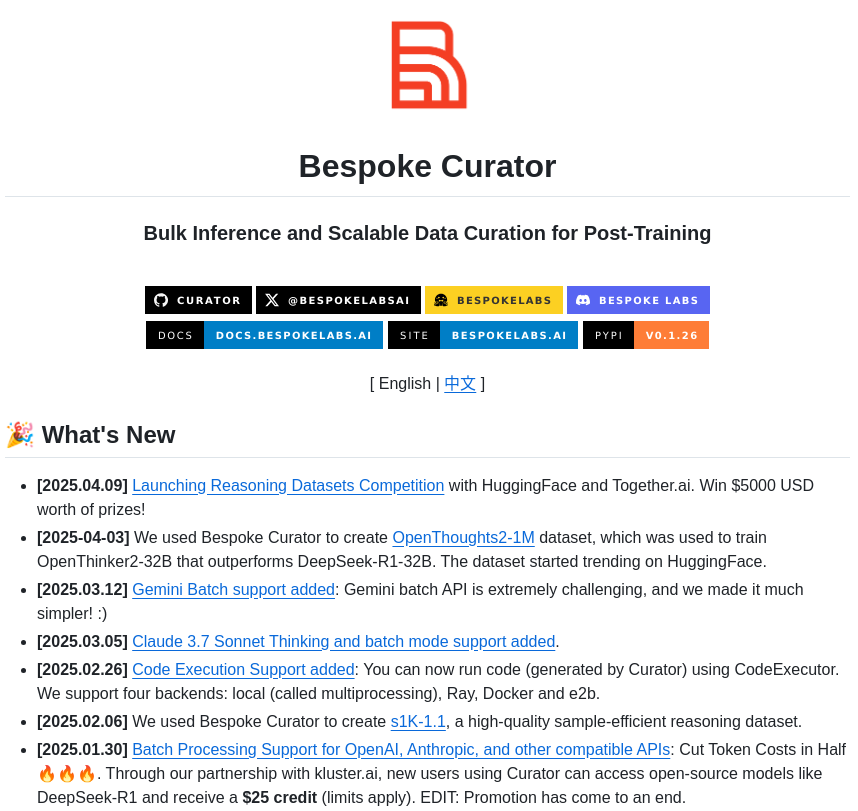 Bespoke Curator
Bulk Inference and Scalable Data Curation for Post-Training
CURATOR @BESPOKELABSAI BESPOKELABS BESPOKE LABS
DOCS DOCS.BESPOKELABS.AI SITE BESPOKELABS.AI PYPI V0.1.26
[ English | 中文 ]
🎉 What's New
[2025.04.09] Launching Reasoning Datasets Competition with HuggingFace and Together.ai. Win $5000 USD
worth of prizes!
[2025-04-03] We used Bespoke Curator to create OpenThoughts2-1M dataset, which was used to train
OpenThinker2-32B that outperforms DeepSeek-R1-32B. The dataset started trending on HuggingFace.
[2025.03.12] Gemini Batch support added: Gemini batch API is extremely challenging, and we made it much
simpler! :)
[2025.03.05] Claude 3.7 Sonnet Thinking and batch mode support added.
[2025.02.26] Code Execution Support added: You can now run code (generated by Curator) using CodeExecutor.
We support four backends: local (called multiprocessing), Ray, Docker and e2b.
[2025.02.06] We used Bespoke Curator to create s1K-1.1, a high-quality sample-efficient reasoning dataset.
[2025.01.30] Batch Processing Support for OpenAI, Anthropic, and other compatible APIs: Cut Token Costs in Half
🔥🔥🔥. Through our partnership with kluster.ai, new users using Curator can access open-source models like
DeepSeek-R1 and receive a $25 credit (limits apply). EDIT: Promotion has come to an end.